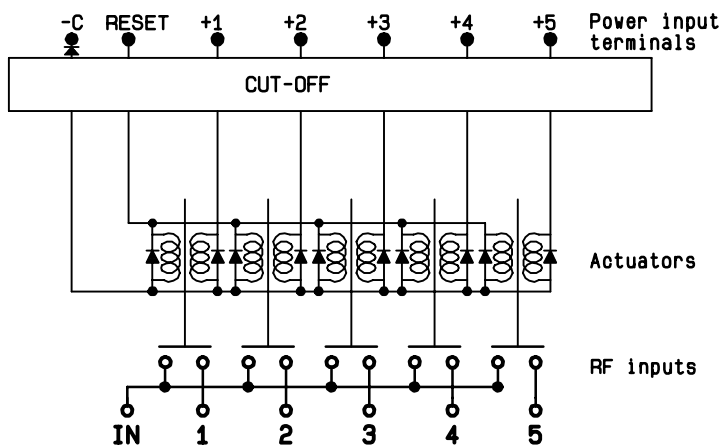 -C RESET +1 +2 +3 +4 +5 Power input
terminals
CUT-OFF
Actuators
RF inputs
IN 1 2 3 4 5